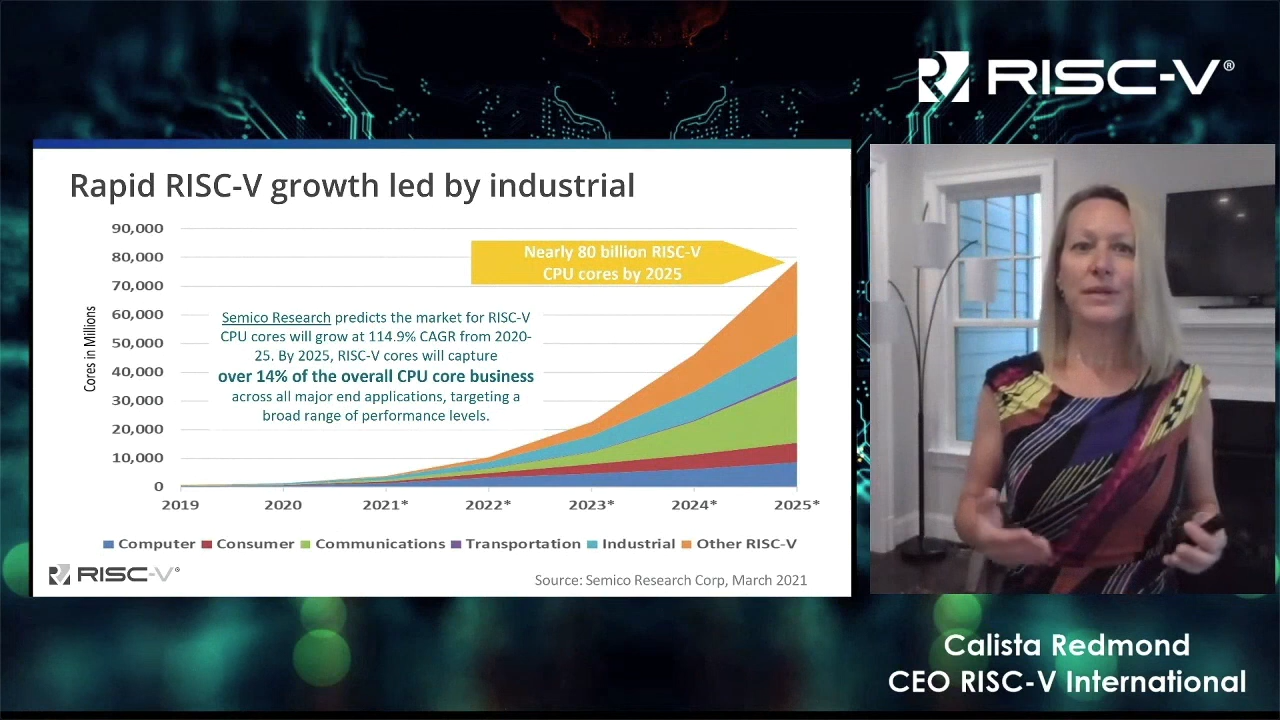 RISC-V®
Rapid RISC-V growth led by industrial
90,000
80,000
70,000
60,000
50,000
40,000
30,000
20,000
10,000
0
Cores in Millions
Nearly 80 billion RISC-V
CPU cores by 2025
Semico Research predicts the market for RISC-V
CPU cores will grow at 114.9% CAGR from 2020-
25. By 2025, RISC-V cores will capture
over 14% of the overall CPU core business
across all major end applications, targeting a
broad range of performance levels.
2019 2020 2021* 2022* 2023* 2024* 2025*
Computer Consumer Communications Transportation Industrial Other RISC-V
RISC-V®
Source: Semico Research Corp, March 2021
Calista Redmond
CEO RISC-V International